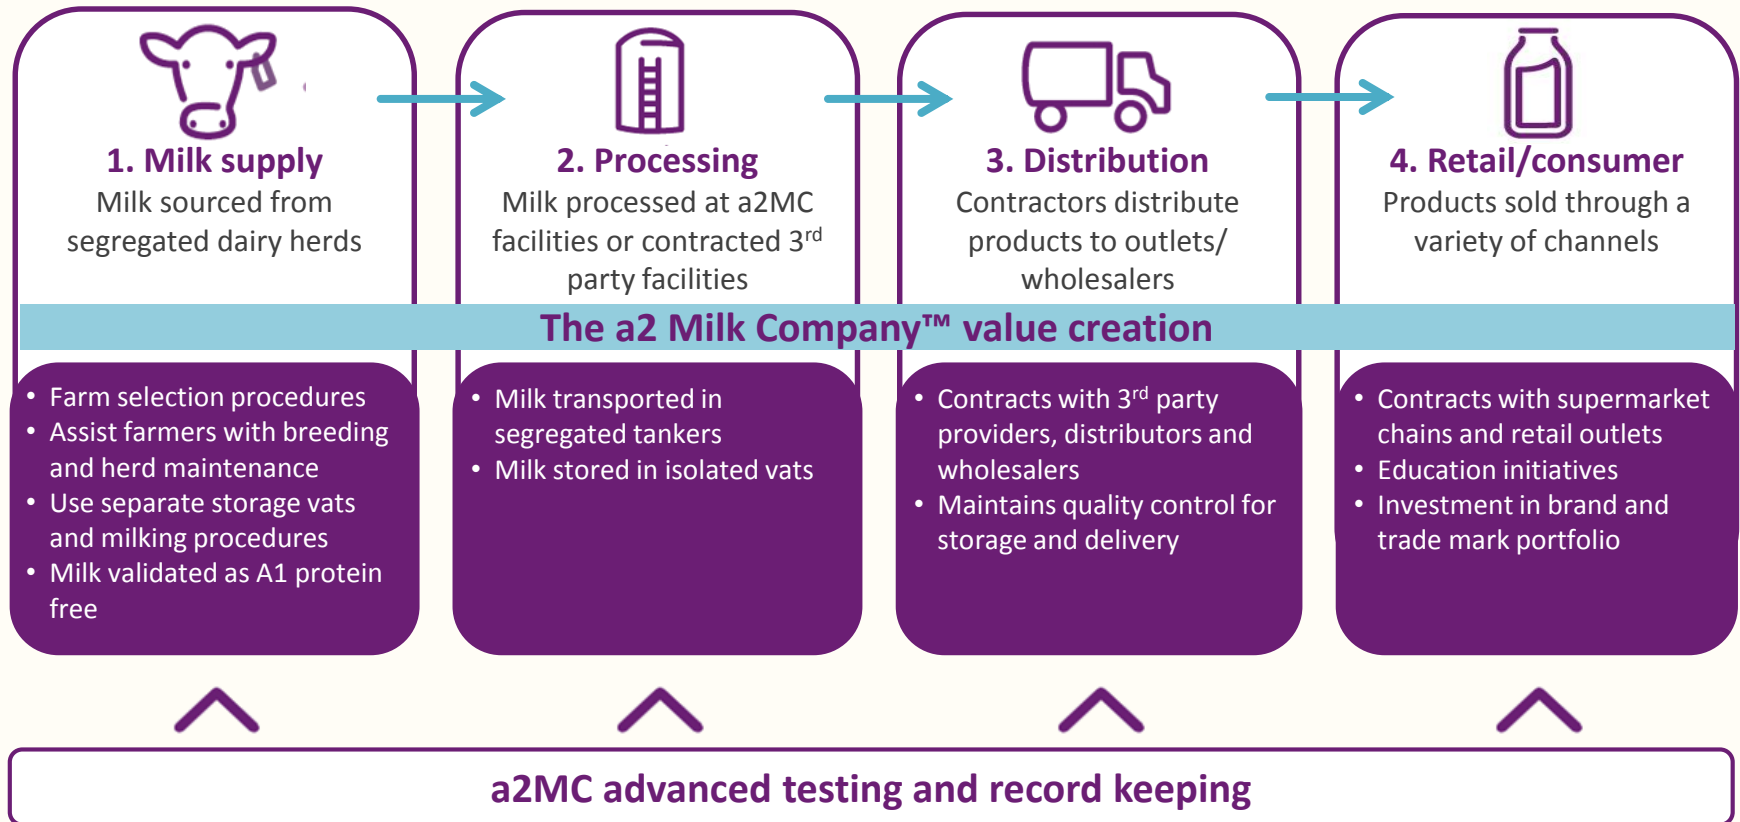 1. Milk supply
Milk sourced from
segregated dairy herds
2. Processing
Milk processed at a2MC
facilities or contracted 3rd
party facilities
3. Distribution
Contractors distribute
products to outlets/
wholesalers
4. Retail/consumer
Products sold through a
variety of channels
The a2 Milk Company™ value creation
• Farm selection procedures
• Assist farmers with breeding
and herd maintenance
• Use separate storage vats
and milking procedures
• Milk validated as A1 protein
free
• Milk transported in
segregated tankers
• Milk stored in isolated vats
• Contracts with 3rd party
providers, distributors and
wholesalers
• Maintains quality control for
storage and delivery
• Contracts with supermarket
chains and retail outlets
• Education initiatives
• Investment in brand and
trade mark portfolio
a2MC advanced testing and record keeping